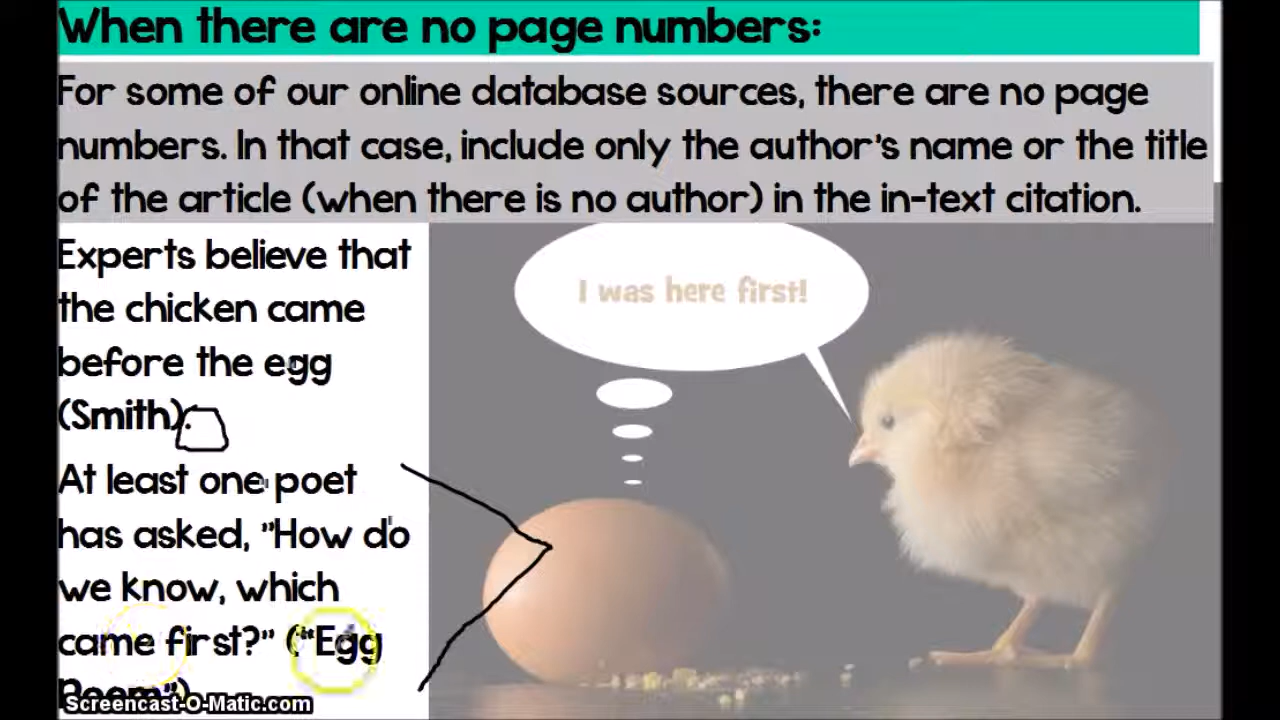 When there are no page numbers:
For some of our online database sources, there are no page
numbers. In that case, include only the author's name or the title
of the article (when there is no author) in the in-text citation.
Experts believe that
the chicken came
before the egg
(Smith).
I was here first!
At least one poet
has asked, "How do
we know, which
came first?" ("Egg
Poem")
Screencast-O-Matic.com